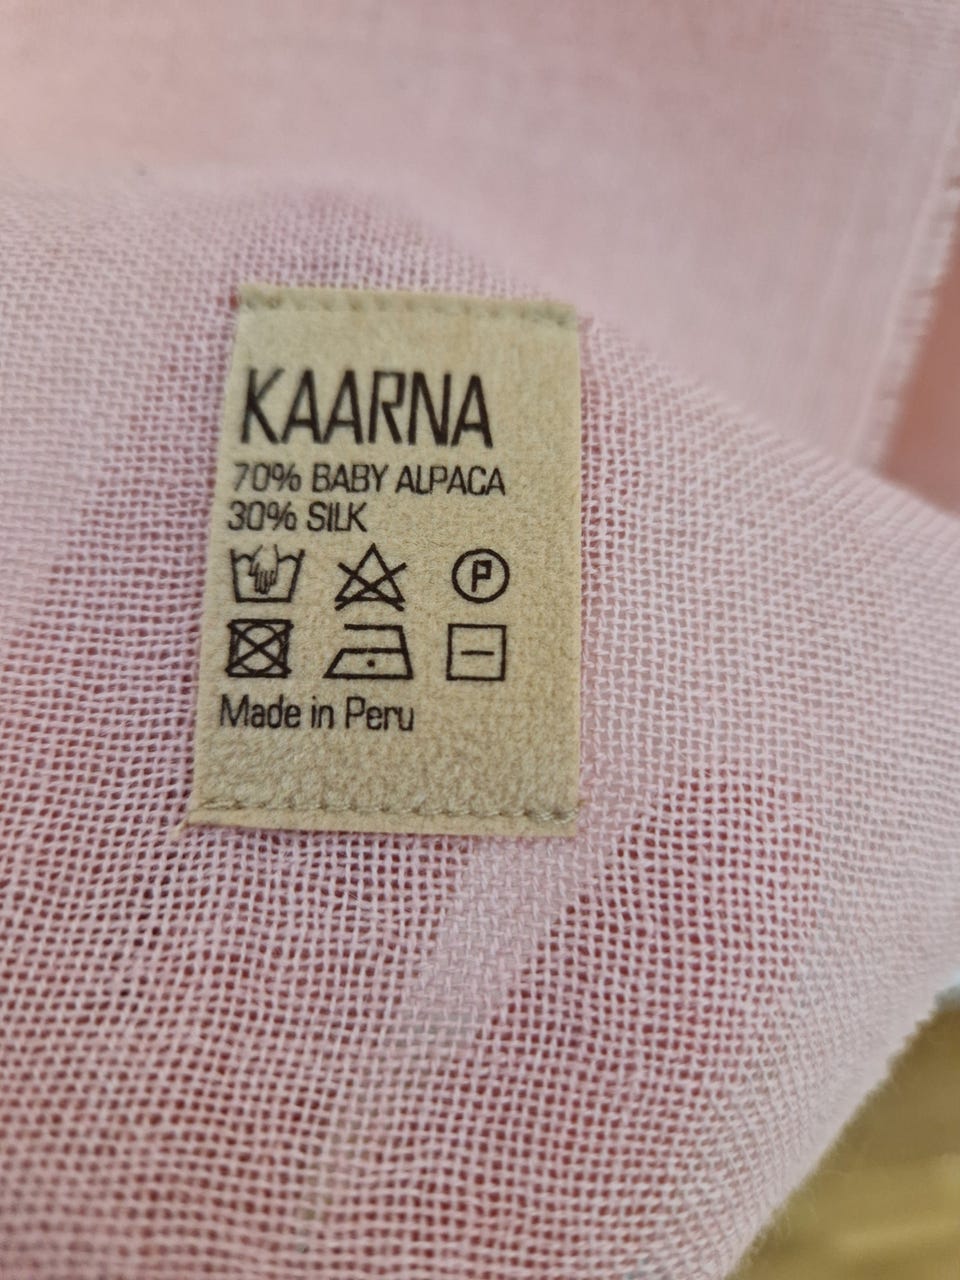 KAARNA
70% BABY ALPACA
30% SILK
P
Made in Peru